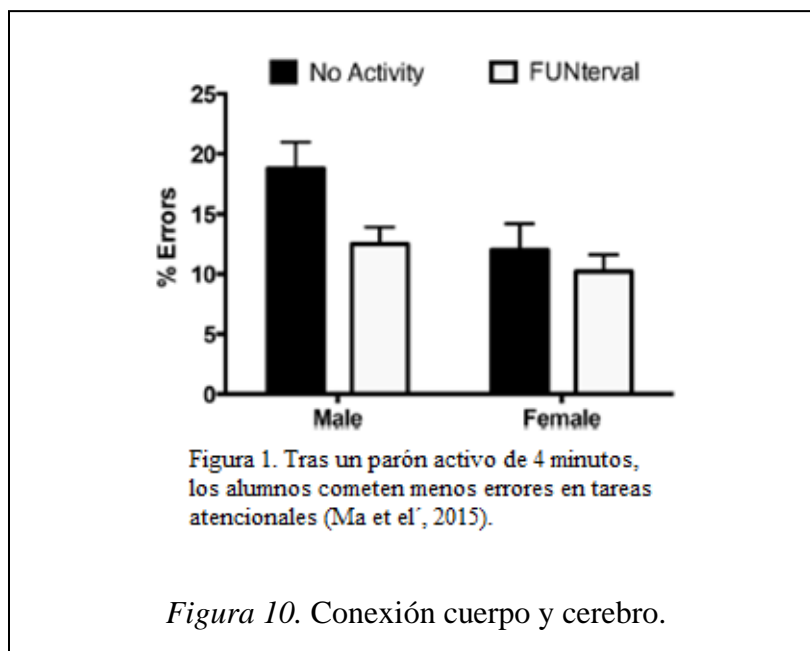 No Activity FUNterval
25
20
15
10
5
0
% Errors
Male Female
Figura 1. Tras un parón activo de 4 minutos,
los alumnos cometen menos errores en tareas
atencionales (Ma et el´, 2015).
Figura 10. Conexión cuerpo y cerebro.